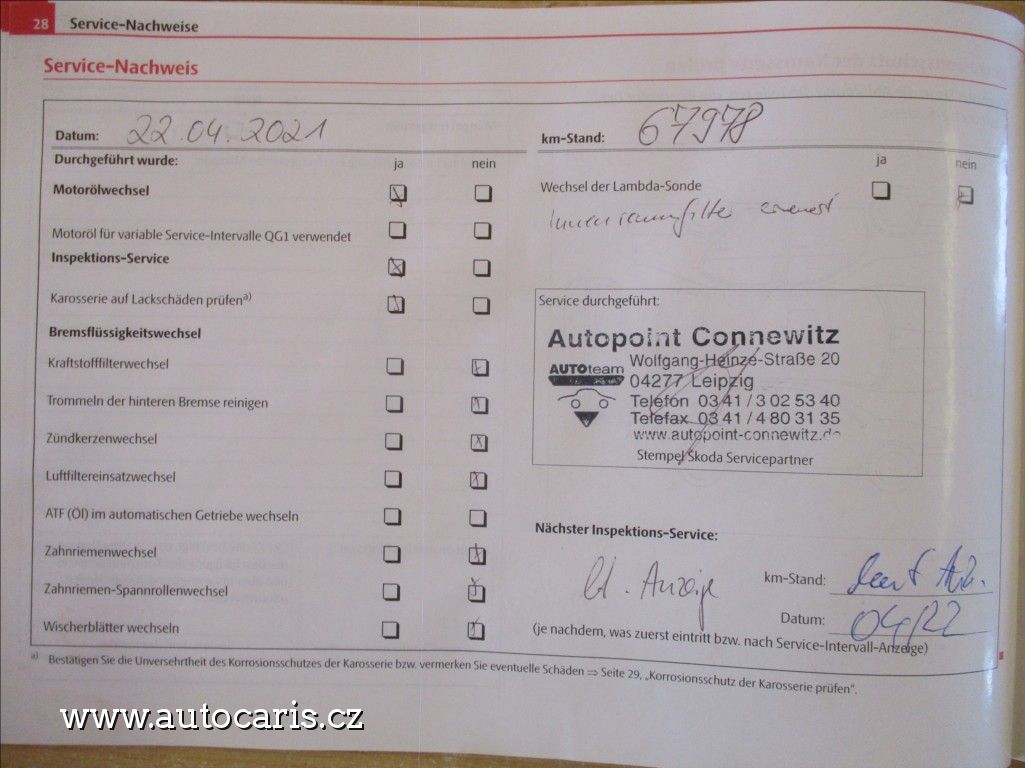 28 Service-Nachweise
Service-Nachweis
Datum: 22.04.2021
km-Stand: 67978
Durchgeführt wurde: ja nein
ja nein
Motorölwechsel
Wechsel der Lambda-Sonde
Innenraumfilter erneuert
Motoröl für variable Service-Intervalle QG1 verwendet
Inspektions-Service
Karosserie auf Lackschäden prüfen a)
Bremsflüssigkeitswechsel
Kraftstofffilterwechsel
Trommeln der hinteren Bremse reinigen
Zündkerzenwechsel
Luftfiltereinsatzwechsel
ATF (Öl) im automatischen Getriebe wechseln
Zahnriemenwechsel
Zahnriemen-Spannrollenwechsel
Wischerblätter wechseln
Service durchgeführt:
Autopoint Connewitz
AUTOteam
Wolfgang-Heinze-Straße 20
04277 Leipzig
Telefon 03 41 / 3 02 53 40
Telefax 03 41 / 4 80 31 35
www.autopoint-connewitz.de
Stempel Skoda Servicepartner
Nächster Inspektions-Service:
lt. Anzeige
km-Stand:
Datum: 04/22
(je nachdem, was zuerst eintritt bzw. nach Service-Intervall-Anzeige)
a) Bestätigen Sie die Unversehrtheit des Korrosionsschutzes der Karosserie bzw. vermerken Sie eventuelle Schäden ⇒ Seite 29, „Korrosionsschutz der Karosserie prüfen“.
www.autocaris.cz